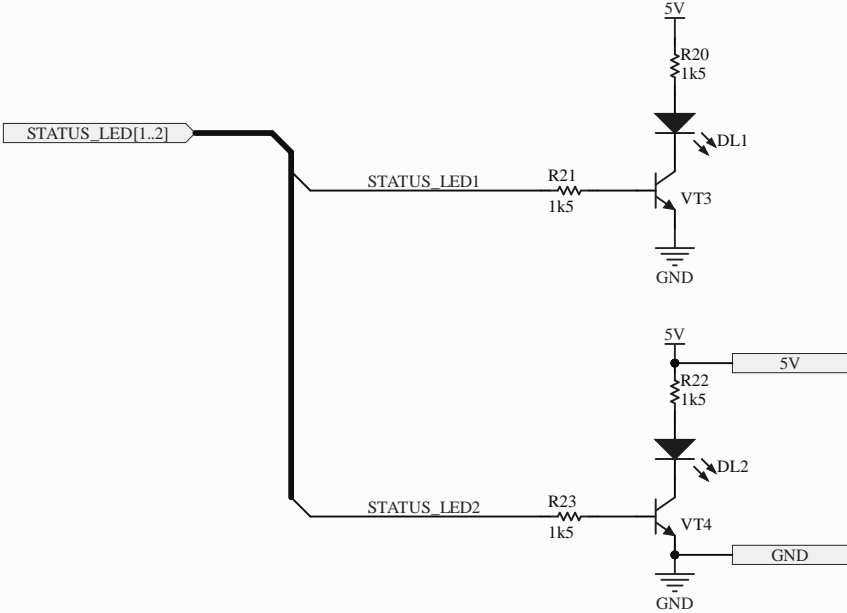 5V
R20
1k5
STATUS_LED[1..2]
DL1
STATUS_LED1
R21
1k5
VT3
GND
5V
5V
R22
1k5
DL2
STATUS_LED2
R23
1k5
VT4
GND
GND